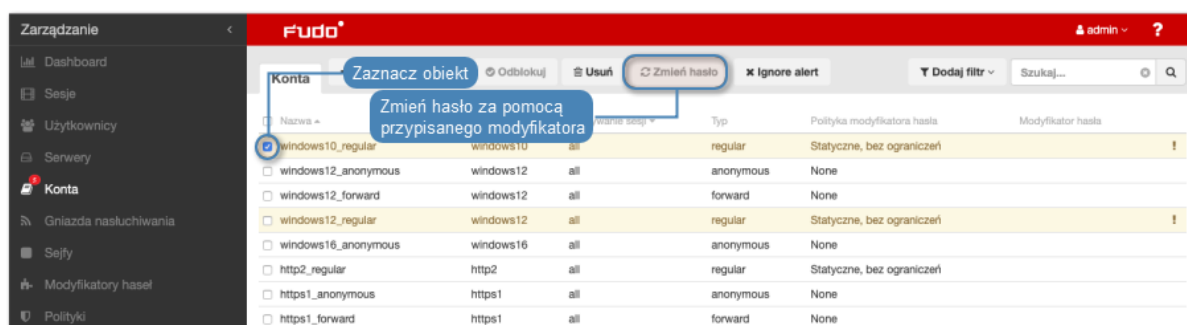 Zarządzanie
Fudo
admin
?
Dashboard
Sesje
Użytkownicy
Serwery
Konta
Gniazda nasłuchiwania
Sejfy
Modyfikatory haseł
Polityki
Konta
Zaznacz obiekt
Odblokuj
Usuń
Zmień hasło
Ignore alert
Dodaj filtr
Szukaj...
Zmień hasło za pomocą
przypisanego modyfikatora
Nazwa
sesji
Typ
Polityka modyfikatora hasła
Modyfikator hasła
windows10_regular windows10 all regular Statyczne, bez ograniczeń !
windows12_anonymous windows12 all anonymous None
windows12_forward windows12 all forward None
windows12_regular windows12 all regular Statyczne, bez ograniczeń !
windows16_anonymous windows16 all anonymous None
http2_regular http2 all regular Statyczne, bez ograniczeń
https1_anonymous https1 all anonymous None
https1_forward https1 all forward None